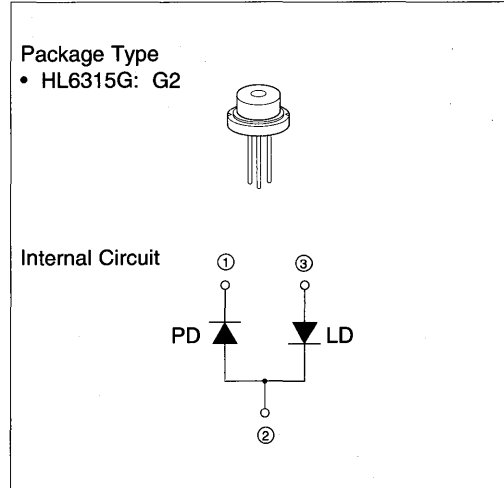 Package Type
• HL6315G: G2
Internal Circuit
① ③
PD LD
②